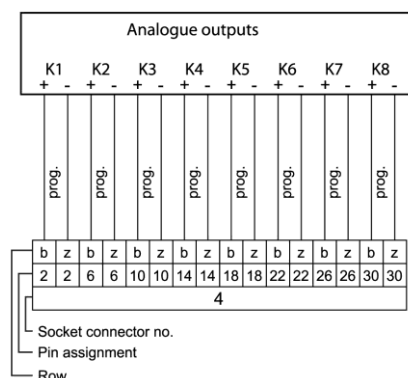 Analogue outputs
K1 K2 K3 K4 K5 K6 K7 K8
+ - + - + - + - + - + - + - + -
prog. prog. prog. prog. prog. prog. prog. prog.
b z b z b z b z b z b z b z b z
2 2 6 6 10 10 14 14 18 18 22 22 26 26 30 30
4
Socket connector no.
Pin assignment
Row